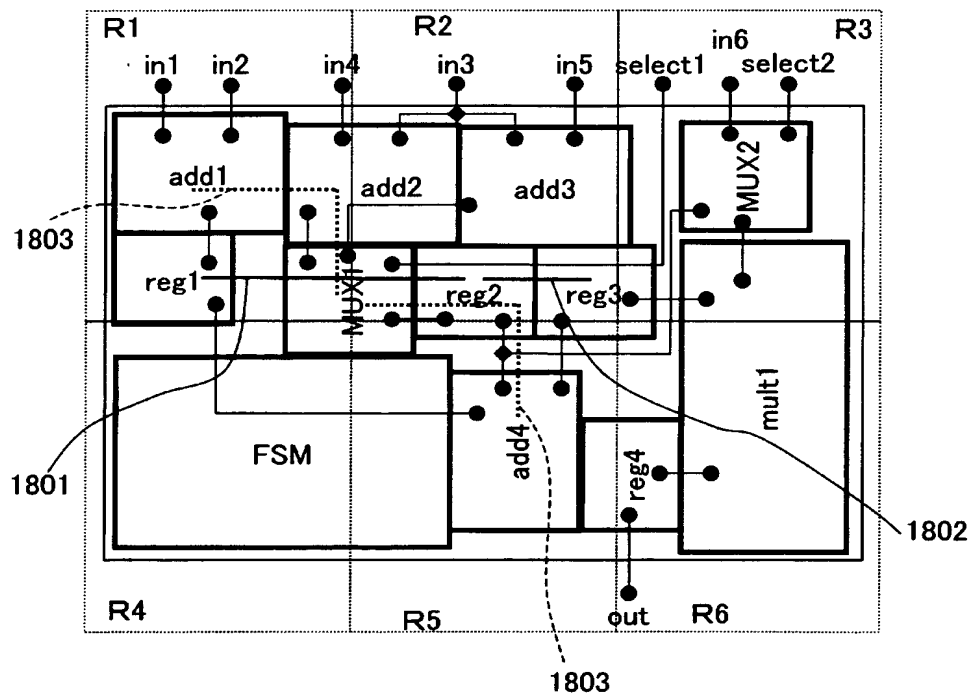 R1 R2 R3
in1 in2 in4 in3 in5 select1 in6 select2
add1 add2 add3 MUX2
1803
reg1 MUX1 reg2 reg3
mult1
FSM add4 reg4
1801
1802
R4 R5 out R6
1803